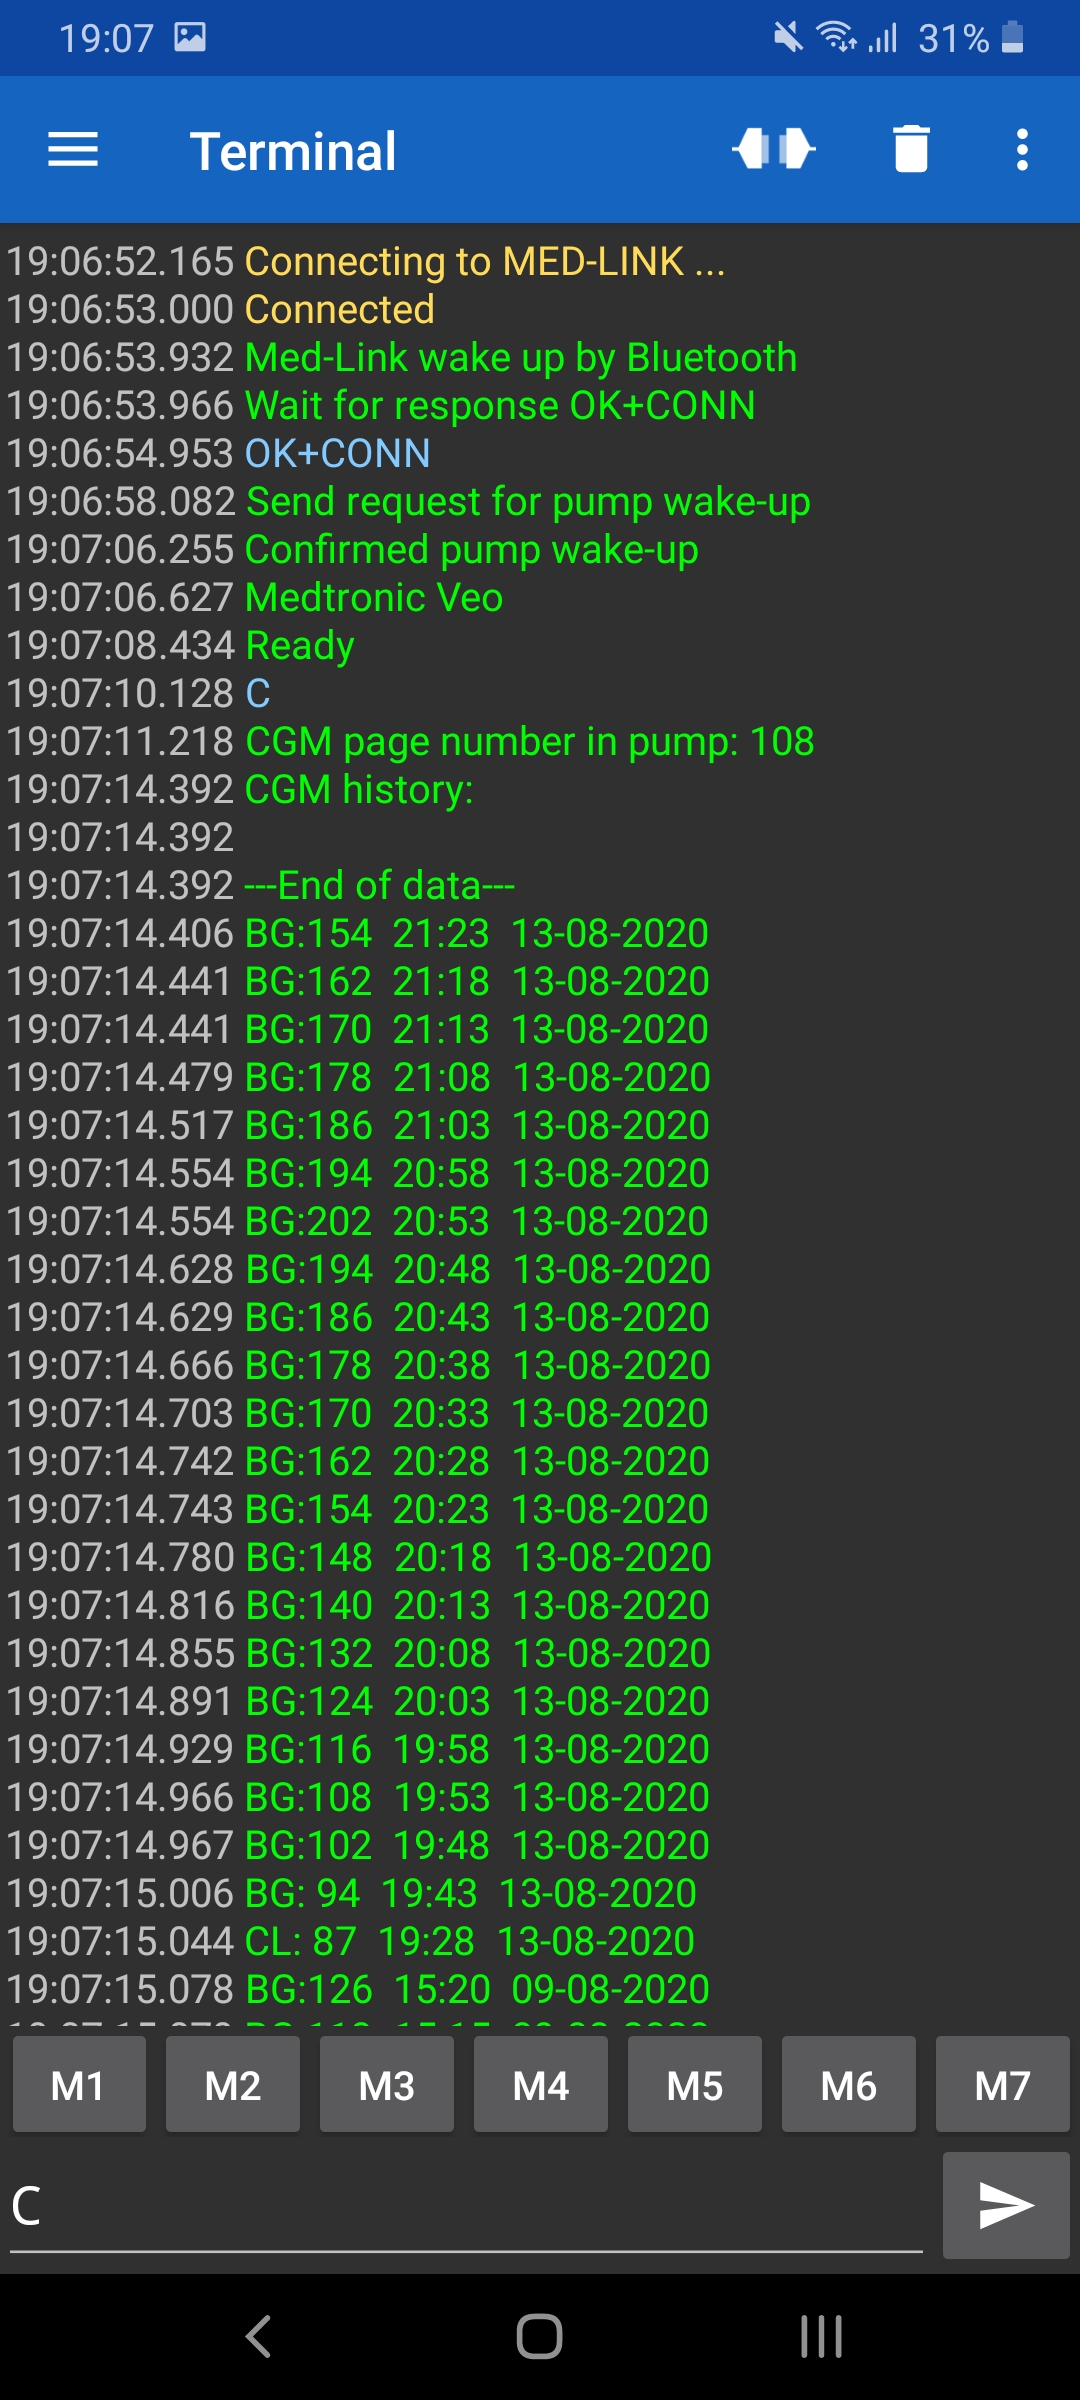 19:07 31%
Terminal
19:06:52.165 Connecting to MED-LINK ...
19:06:53.000 Connected
19:06:53.932 Med-Link wake up by Bluetooth
19:06:53.966 Wait for response OK+CONN
19:06:54.953 OK+CONN
19:06:58.082 Send request for pump wake-up
19:07:06.255 Confirmed pump wake-up
19:07:06.627 Medtronic Veo
19:07:08.434 Ready
19:07:10.128 C
19:07:11.218 CGM page number in pump: 108
19:07:14.392 CGM history:
19:07:14.392
19:07:14.392 ---End of data---
19:07:14.406 BG:154 21:23 13-08-2020
19:07:14.441 BG:162 21:18 13-08-2020
19:07:14.441 BG:170 21:13 13-08-2020
19:07:14.479 BG:178 21:08 13-08-2020
19:07:14.517 BG:186 21:03 13-08-2020
19:07:14.554 BG:194 20:58 13-08-2020
19:07:14.554 BG:202 20:53 13-08-2020
19:07:14.628 BG:194 20:48 13-08-2020
19:07:14.629 BG:186 20:43 13-08-2020
19:07:14.666 BG:178 20:38 13-08-2020
19:07:14.703 BG:170 20:33 13-08-2020
19:07:14.742 BG:162 20:28 13-08-2020
19:07:14.743 BG:154 20:23 13-08-2020
19:07:14.780 BG:148 20:18 13-08-2020
19:07:14.816 BG:140 20:13 13-08-2020
19:07:14.855 BG:132 20:08 13-08-2020
19:07:14.891 BG:124 20:03 13-08-2020
19:07:14.929 BG:116 19:58 13-08-2020
19:07:14.966 BG:108 19:53 13-08-2020
19:07:14.967 BG:102 19:48 13-08-2020
19:07:15.006 BG: 94 19:43 13-08-2020
19:07:15.044 CL: 87 19:28 13-08-2020
19:07:15.078 BG:126 15:20 09-08-2020
M1 M2 M3 M4 M5 M6 M7
C